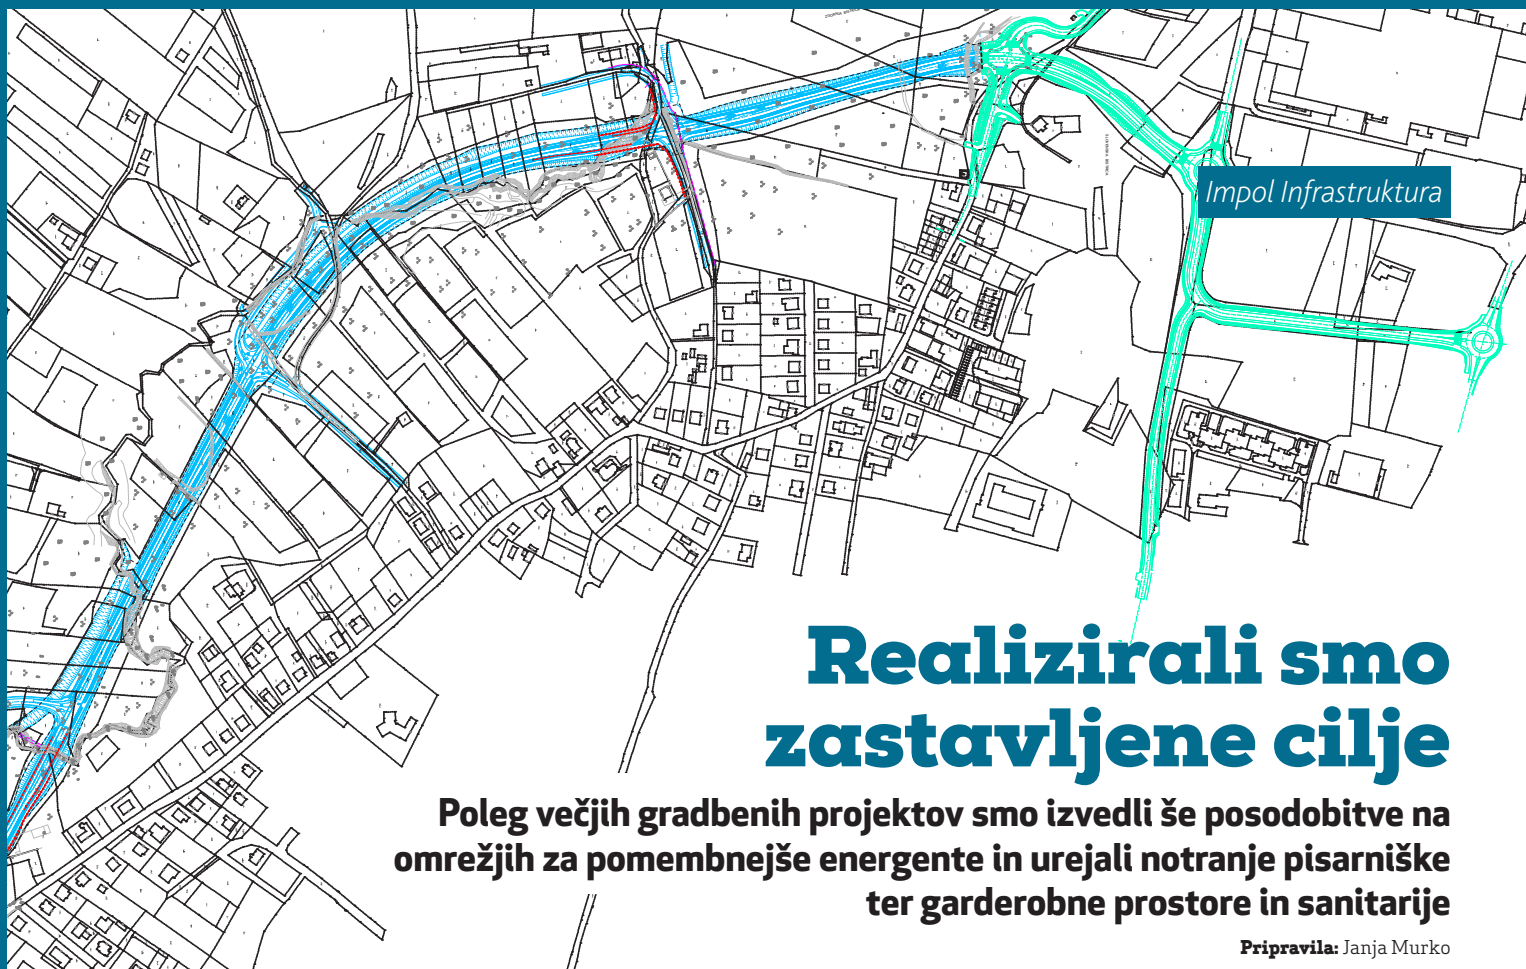 Impol Infrastruktura
Realizirali smo
zastavljene cilje
Poleg večjih gradbenih projektov smo izvedli še posodobitve na
omrežjih za pomembnejše energente in urejali notranje pisarniške
ter garderobne prostore in sanitarije
Pripravila: Janja Murko